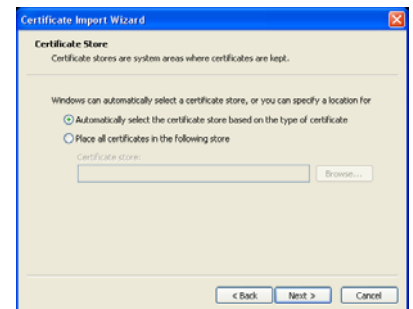 Certificate Import Wizard
Certificate Store
Certificate stores are system areas where certificates are kept.
Windows can automatically select a certificate store, or you can specify a location for
Automatically select the certificate store based on the type of certificate
Place all certificates in the following store
Certificate store:
Browse...
< Back
Next >
Cancel